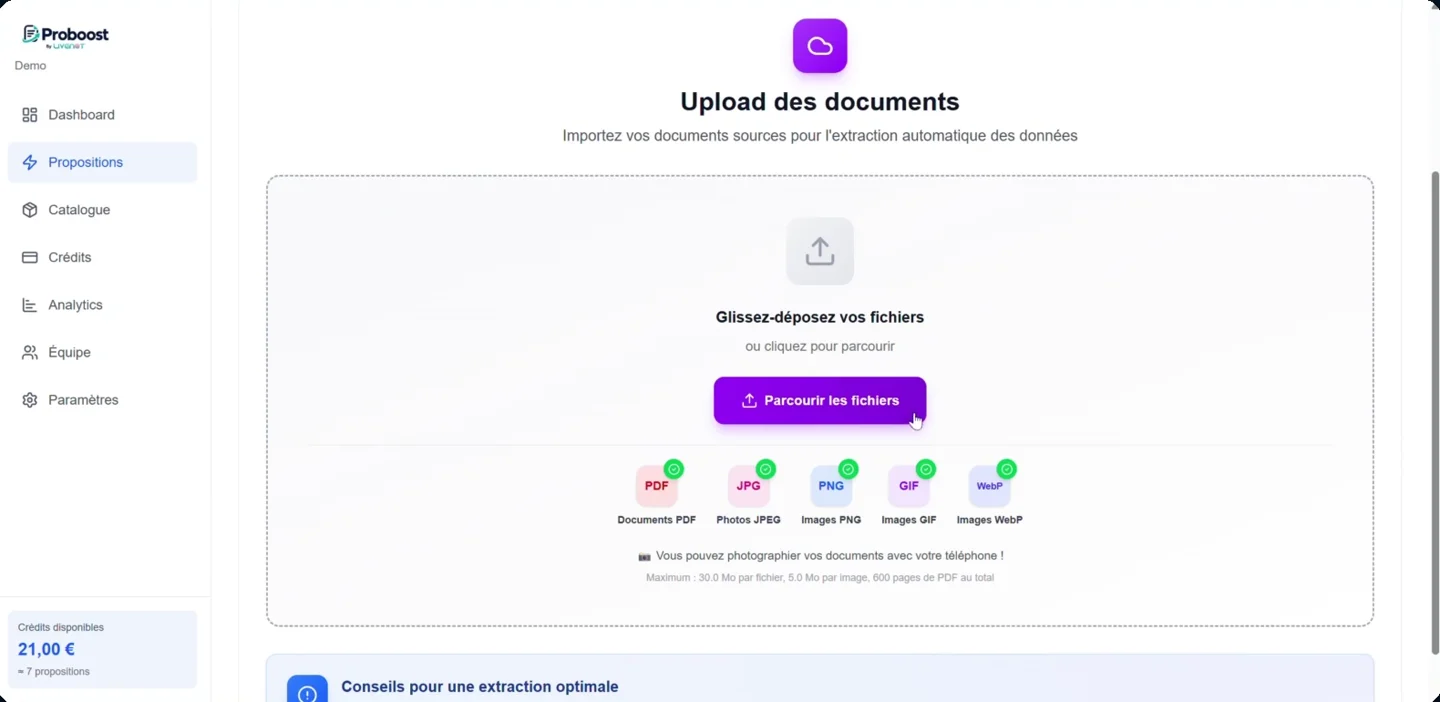 Proboost
By LIVENET
Demo
Dashboard
Propositions
Catalogue
Crédits
Analytics
Équipe
Paramètres
Crédits disponibles
21,00 €
≈ 7 propositions
Upload des documents
Importez vos documents sources pour l'extraction automatique des données
Glissez-déposez vos fichiers
ou cliquez pour parcourir
Parcourir les fichiers
PDF JPG PNG GIF WebP
Documents PDF Photos JPEG Images PNG Images GIF Images WebP
Vous pouvez photographier vos documents avec votre téléphone !
Maximum : 30.0 Mo par fichier, 5.0 Mo par image, 600 pages de PDF au total
Conseils pour une extraction optimale